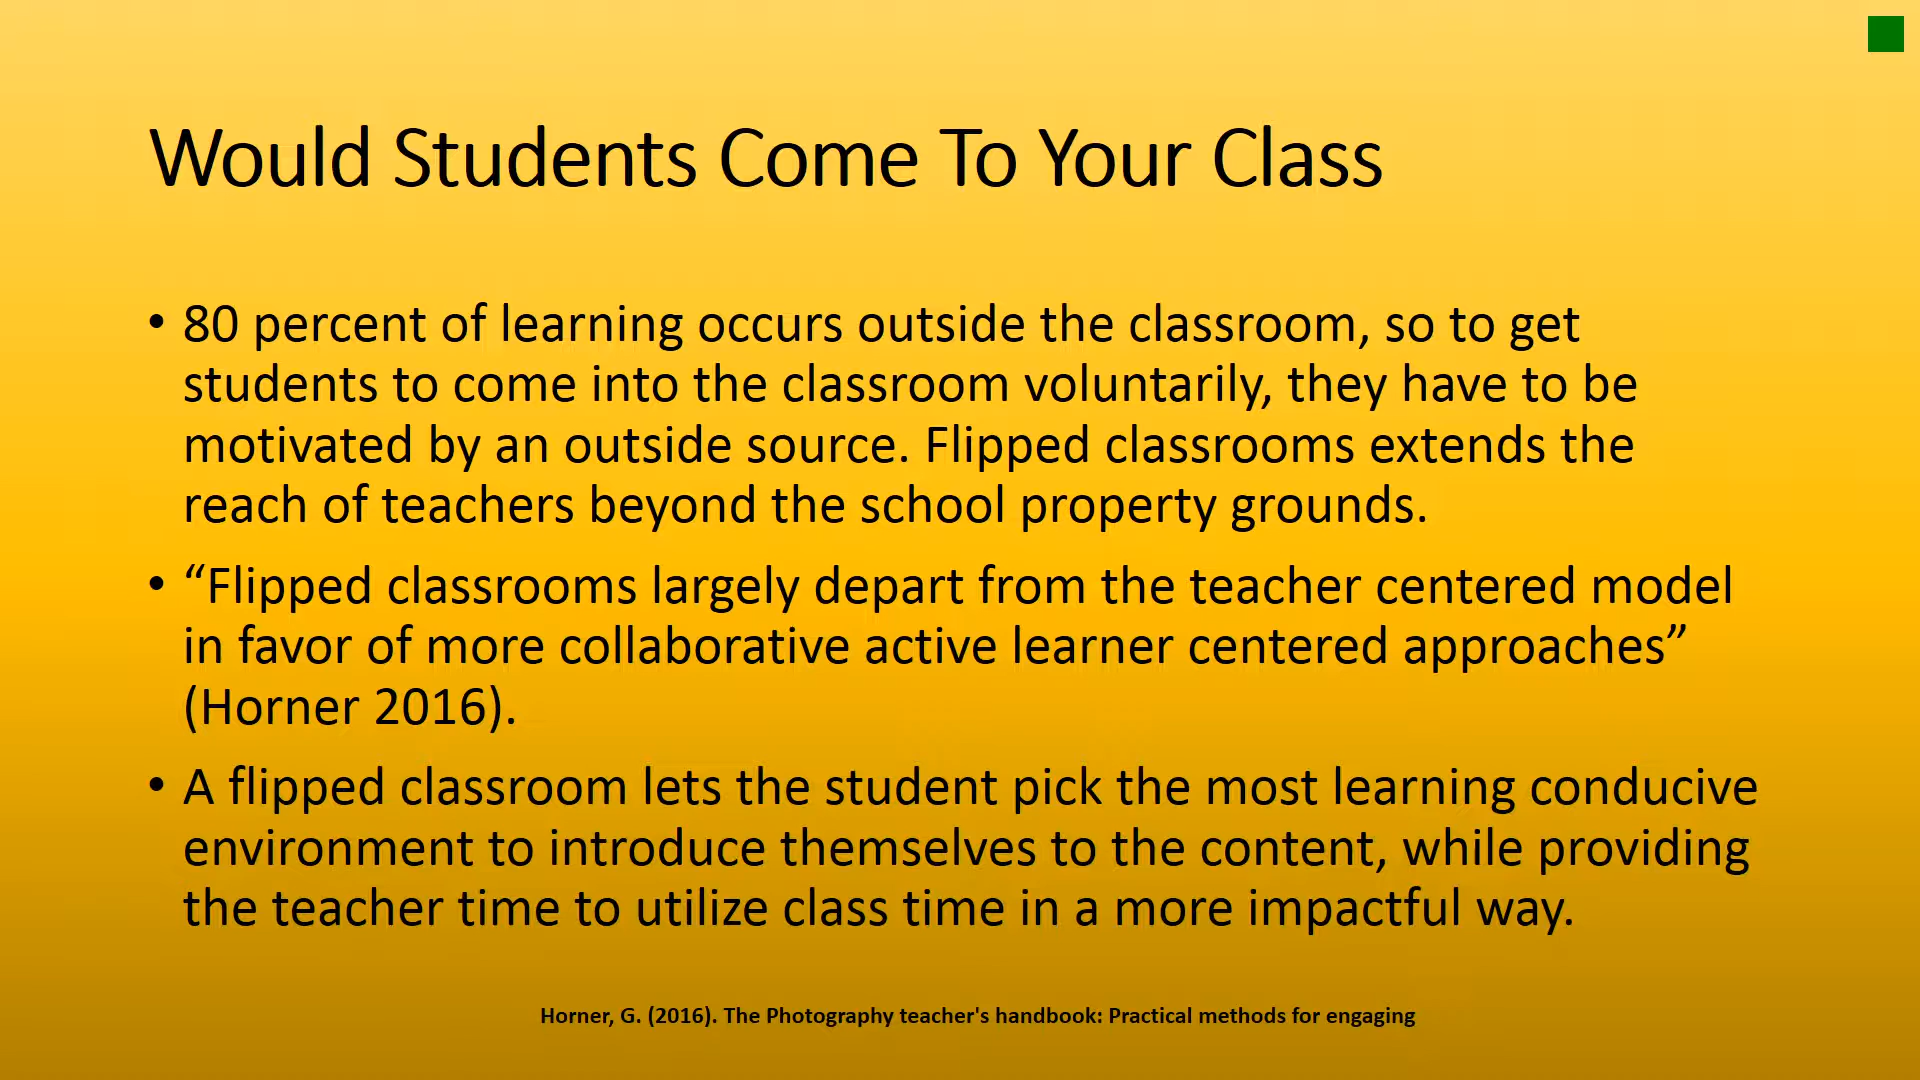 Would Students Come To Your Class
• 80 percent of learning occurs outside the classroom, so to get
students to come into the classroom voluntarily, they have to be
motivated by an outside source. Flipped classrooms extends the
reach of teachers beyond the school property grounds.
• “Flipped classrooms largely depart from the teacher centered model
in favor of more collaborative active learner centered approaches”
(Horner 2016).
• A flipped classroom lets the student pick the most learning conducive
environment to introduce themselves to the content, while providing
the teacher time to utilize class time in a more impactful way.
Horner, G. (2016). The Photography teacher's handbook: Practical methods for engaging